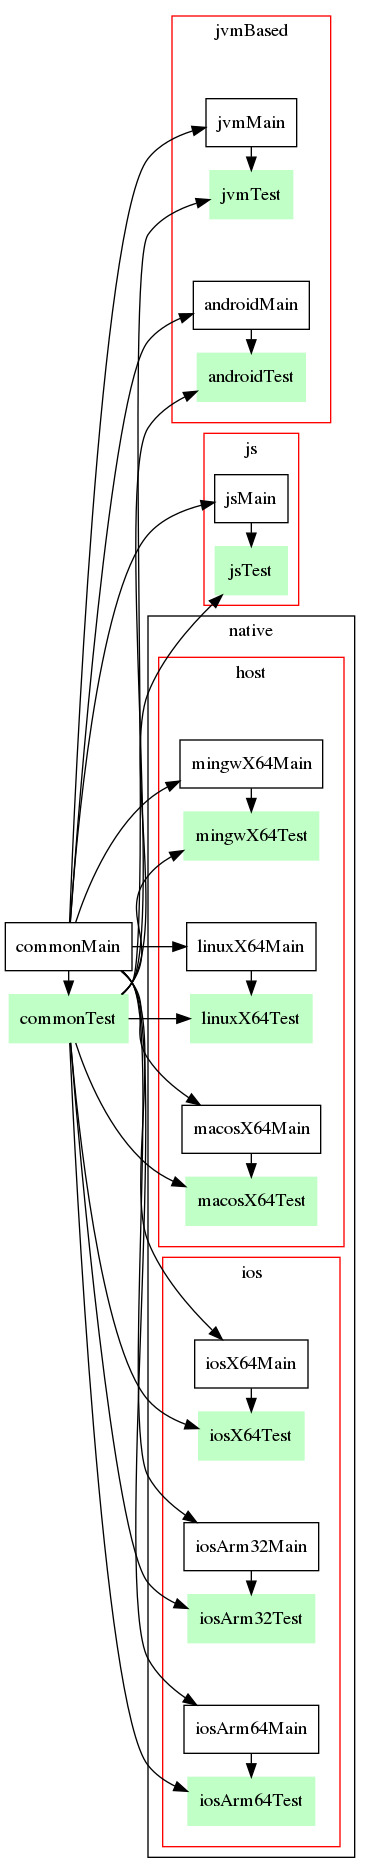 jvmBased
jvmMain
jvmTest
androidMain
androidTest
js
jsMain
jsTest
native
host
mingwX64Main
mingwX64Test
commonMain
linuxX64Main
commonTest
linuxX64Test
macosX64Main
macosX64Test
ios
iosX64Main
iosX64Test
iosArm32Main
iosArm32Test
iosArm64Main
iosArm64Test